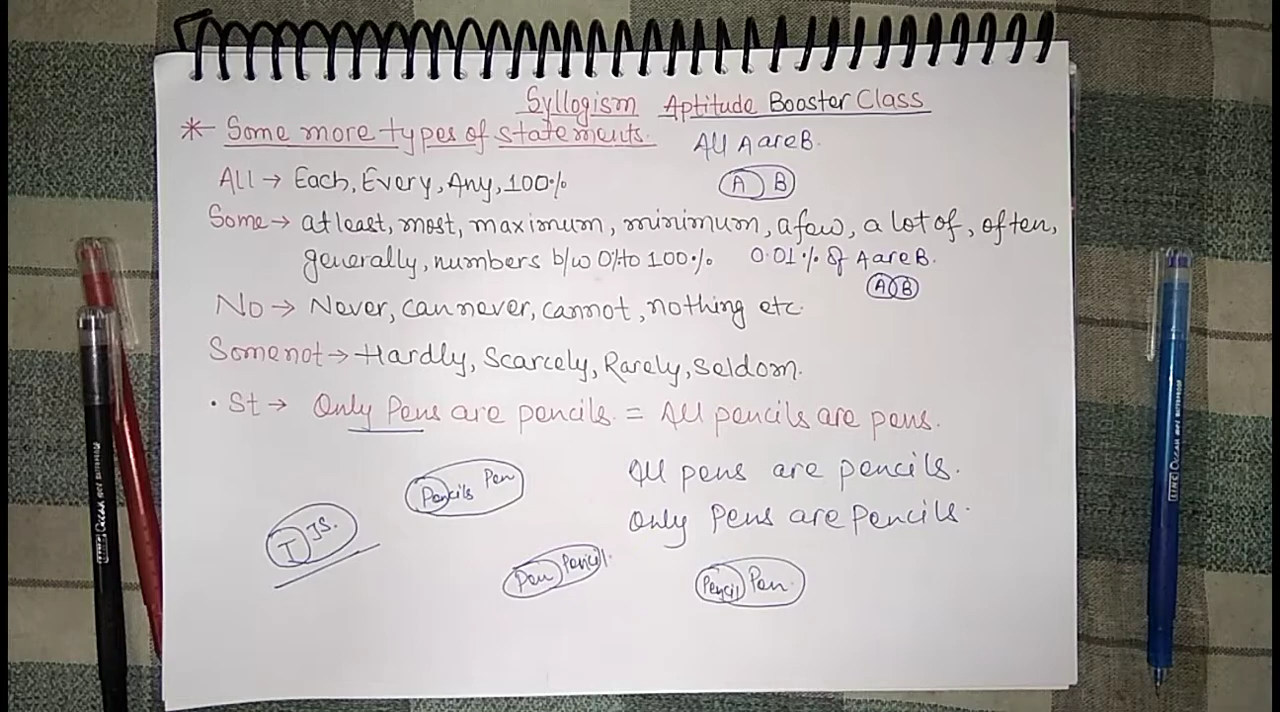 Syllogism Aptitude Booster Class
* Some more types of statements.
All A are B.
A B
All → Each, Every, Any, 100%
Some → at least, most, maximum, minimum, a few, a lot of, often,
generally, numbers b/w 0% to 100% 0.01% of A are B.
A B
No → Never, can never, cannot, nothing etc.
Some not → Hardly, Scarcely, Rarely, Seldom.
• St → Only Pens are pencils = All pencils are pens.
All pens are pencils.
Pencils Pen
Only Pens are Pencils.
I JS.
Pen Pencil.
Pencil Pen.